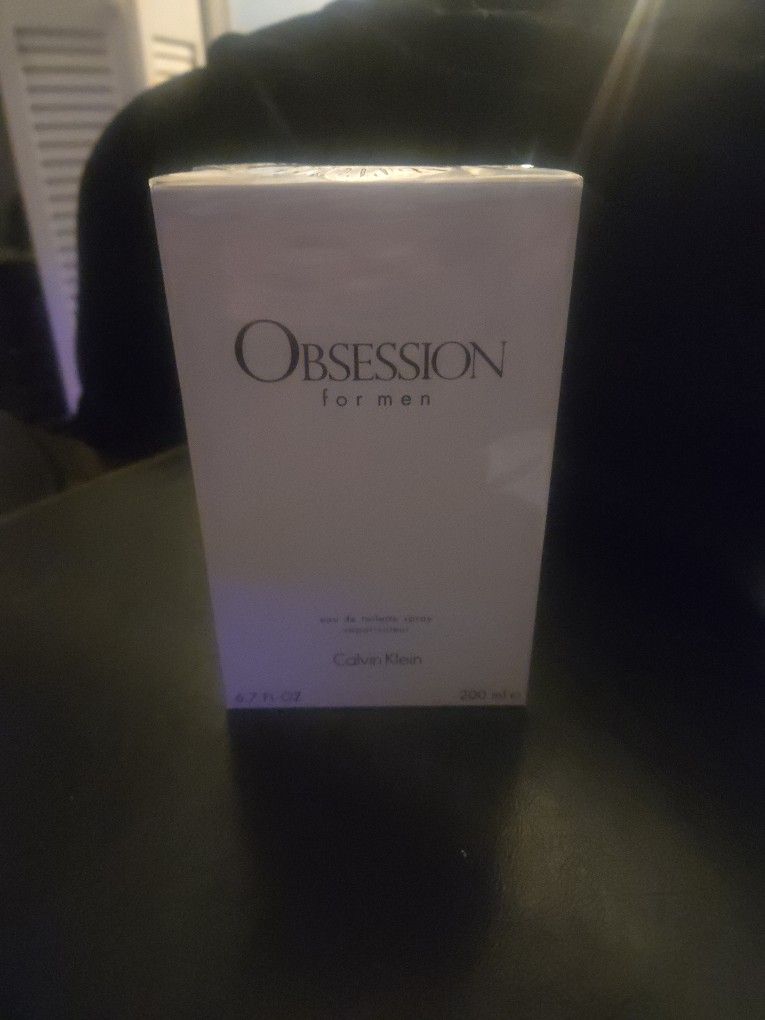 OBSESSION
for men
eau de toilette spray
vaporisateur
Calvin Klein
6.7 FL OZ 200 ml e